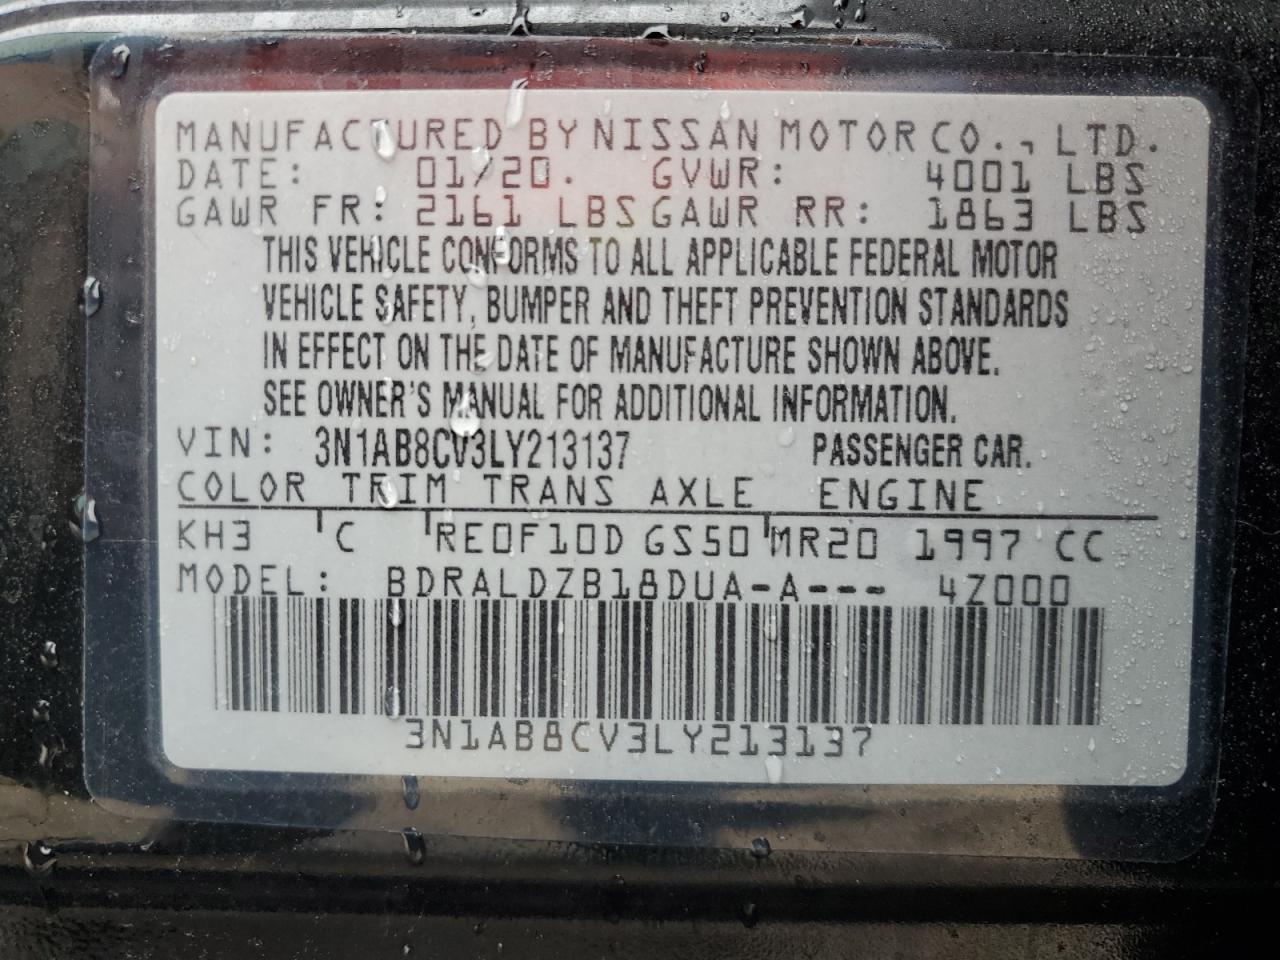 MANUFACTURED BY NISSAN MOTOR CO., LTD.
DATE: 01/20. GVWR: 4001 LBS
GAWR FR: 2161 LBS GAWR RR: 1863 LBS
THIS VEHICLE CONFORMS TO ALL APPLICABLE FEDERAL MOTOR
VEHICLE SAFETY, BUMPER AND THEFT PREVENTION STANDARDS
IN EFFECT ON THE DATE OF MANUFACTURE SHOWN ABOVE.
SEE OWNER'S MANUAL FOR ADDITIONAL INFORMATION.
VIN: 3N1AB8CV3LY213137 PASSENGER CAR.
COLOR TRIM TRANS AXLE ENGINE
KH3 C RE0F10D GS50 MR20 1997 CC
MODEL: BDRALDZB18DUA-A--- 4Z000
3N1AB8CV3LY213137